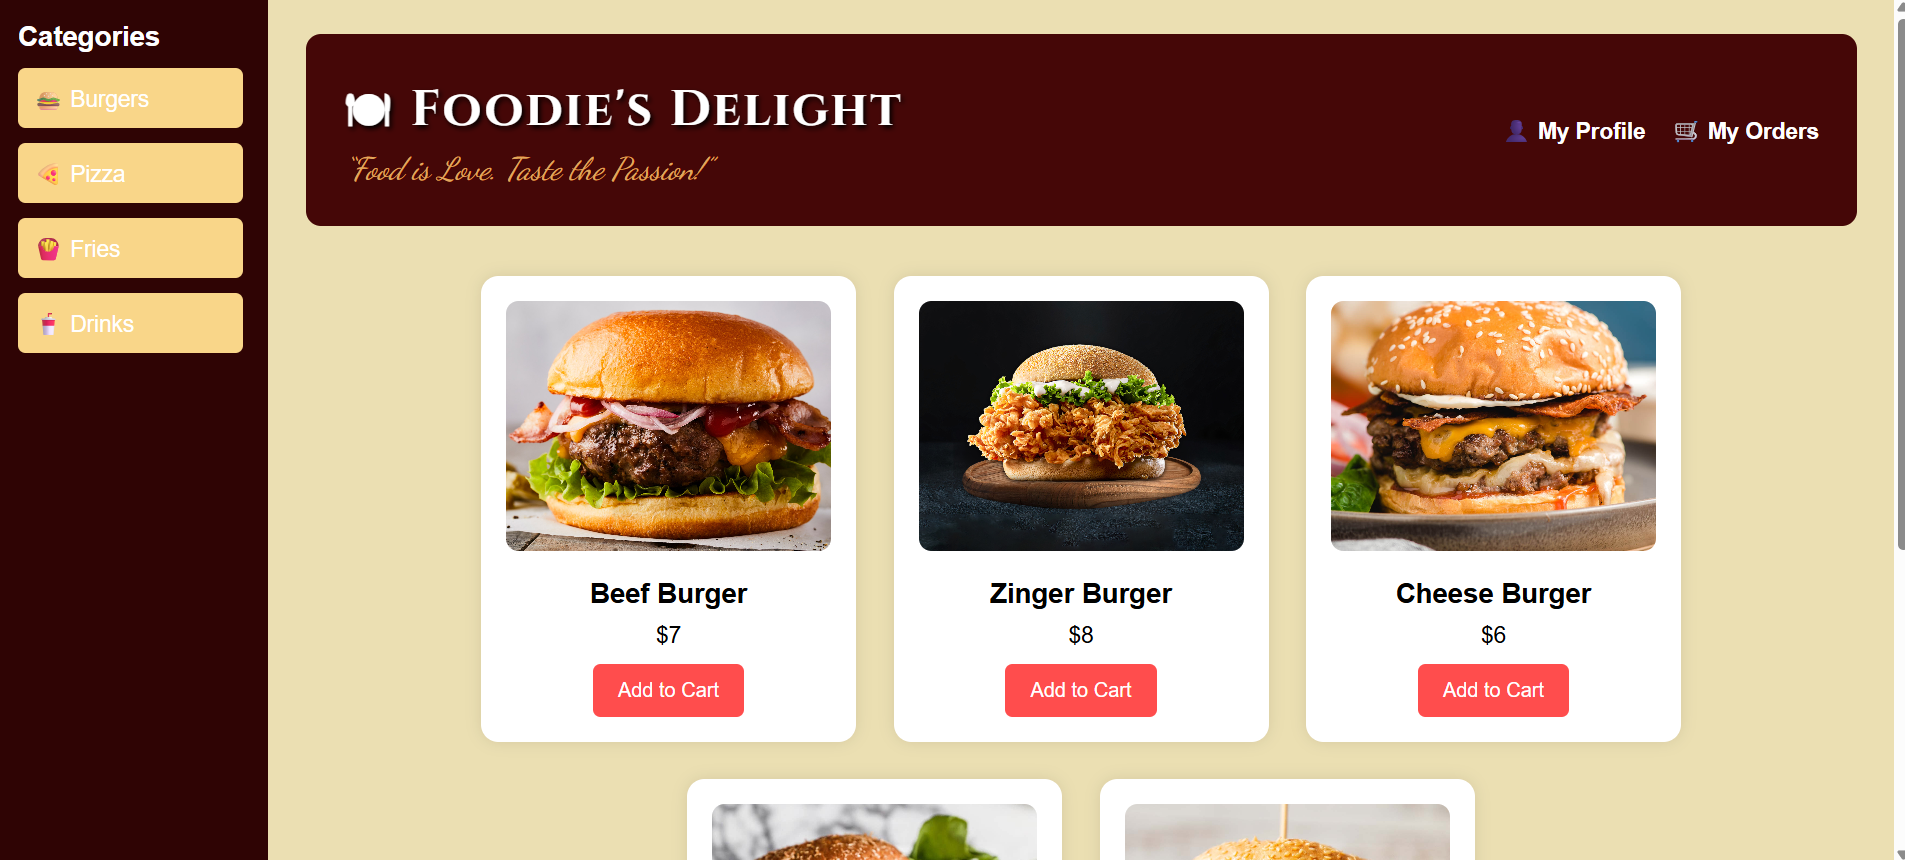 Categories
Burgers
Pizza
Fries
Drinks
Foodie's Delight
"Food is Love. Taste the Passion!"
My Profile
My Orders
Beef Burger
$7
Add to Cart
Zinger Burger
$8
Add to Cart
Cheese Burger
$6
Add to Cart